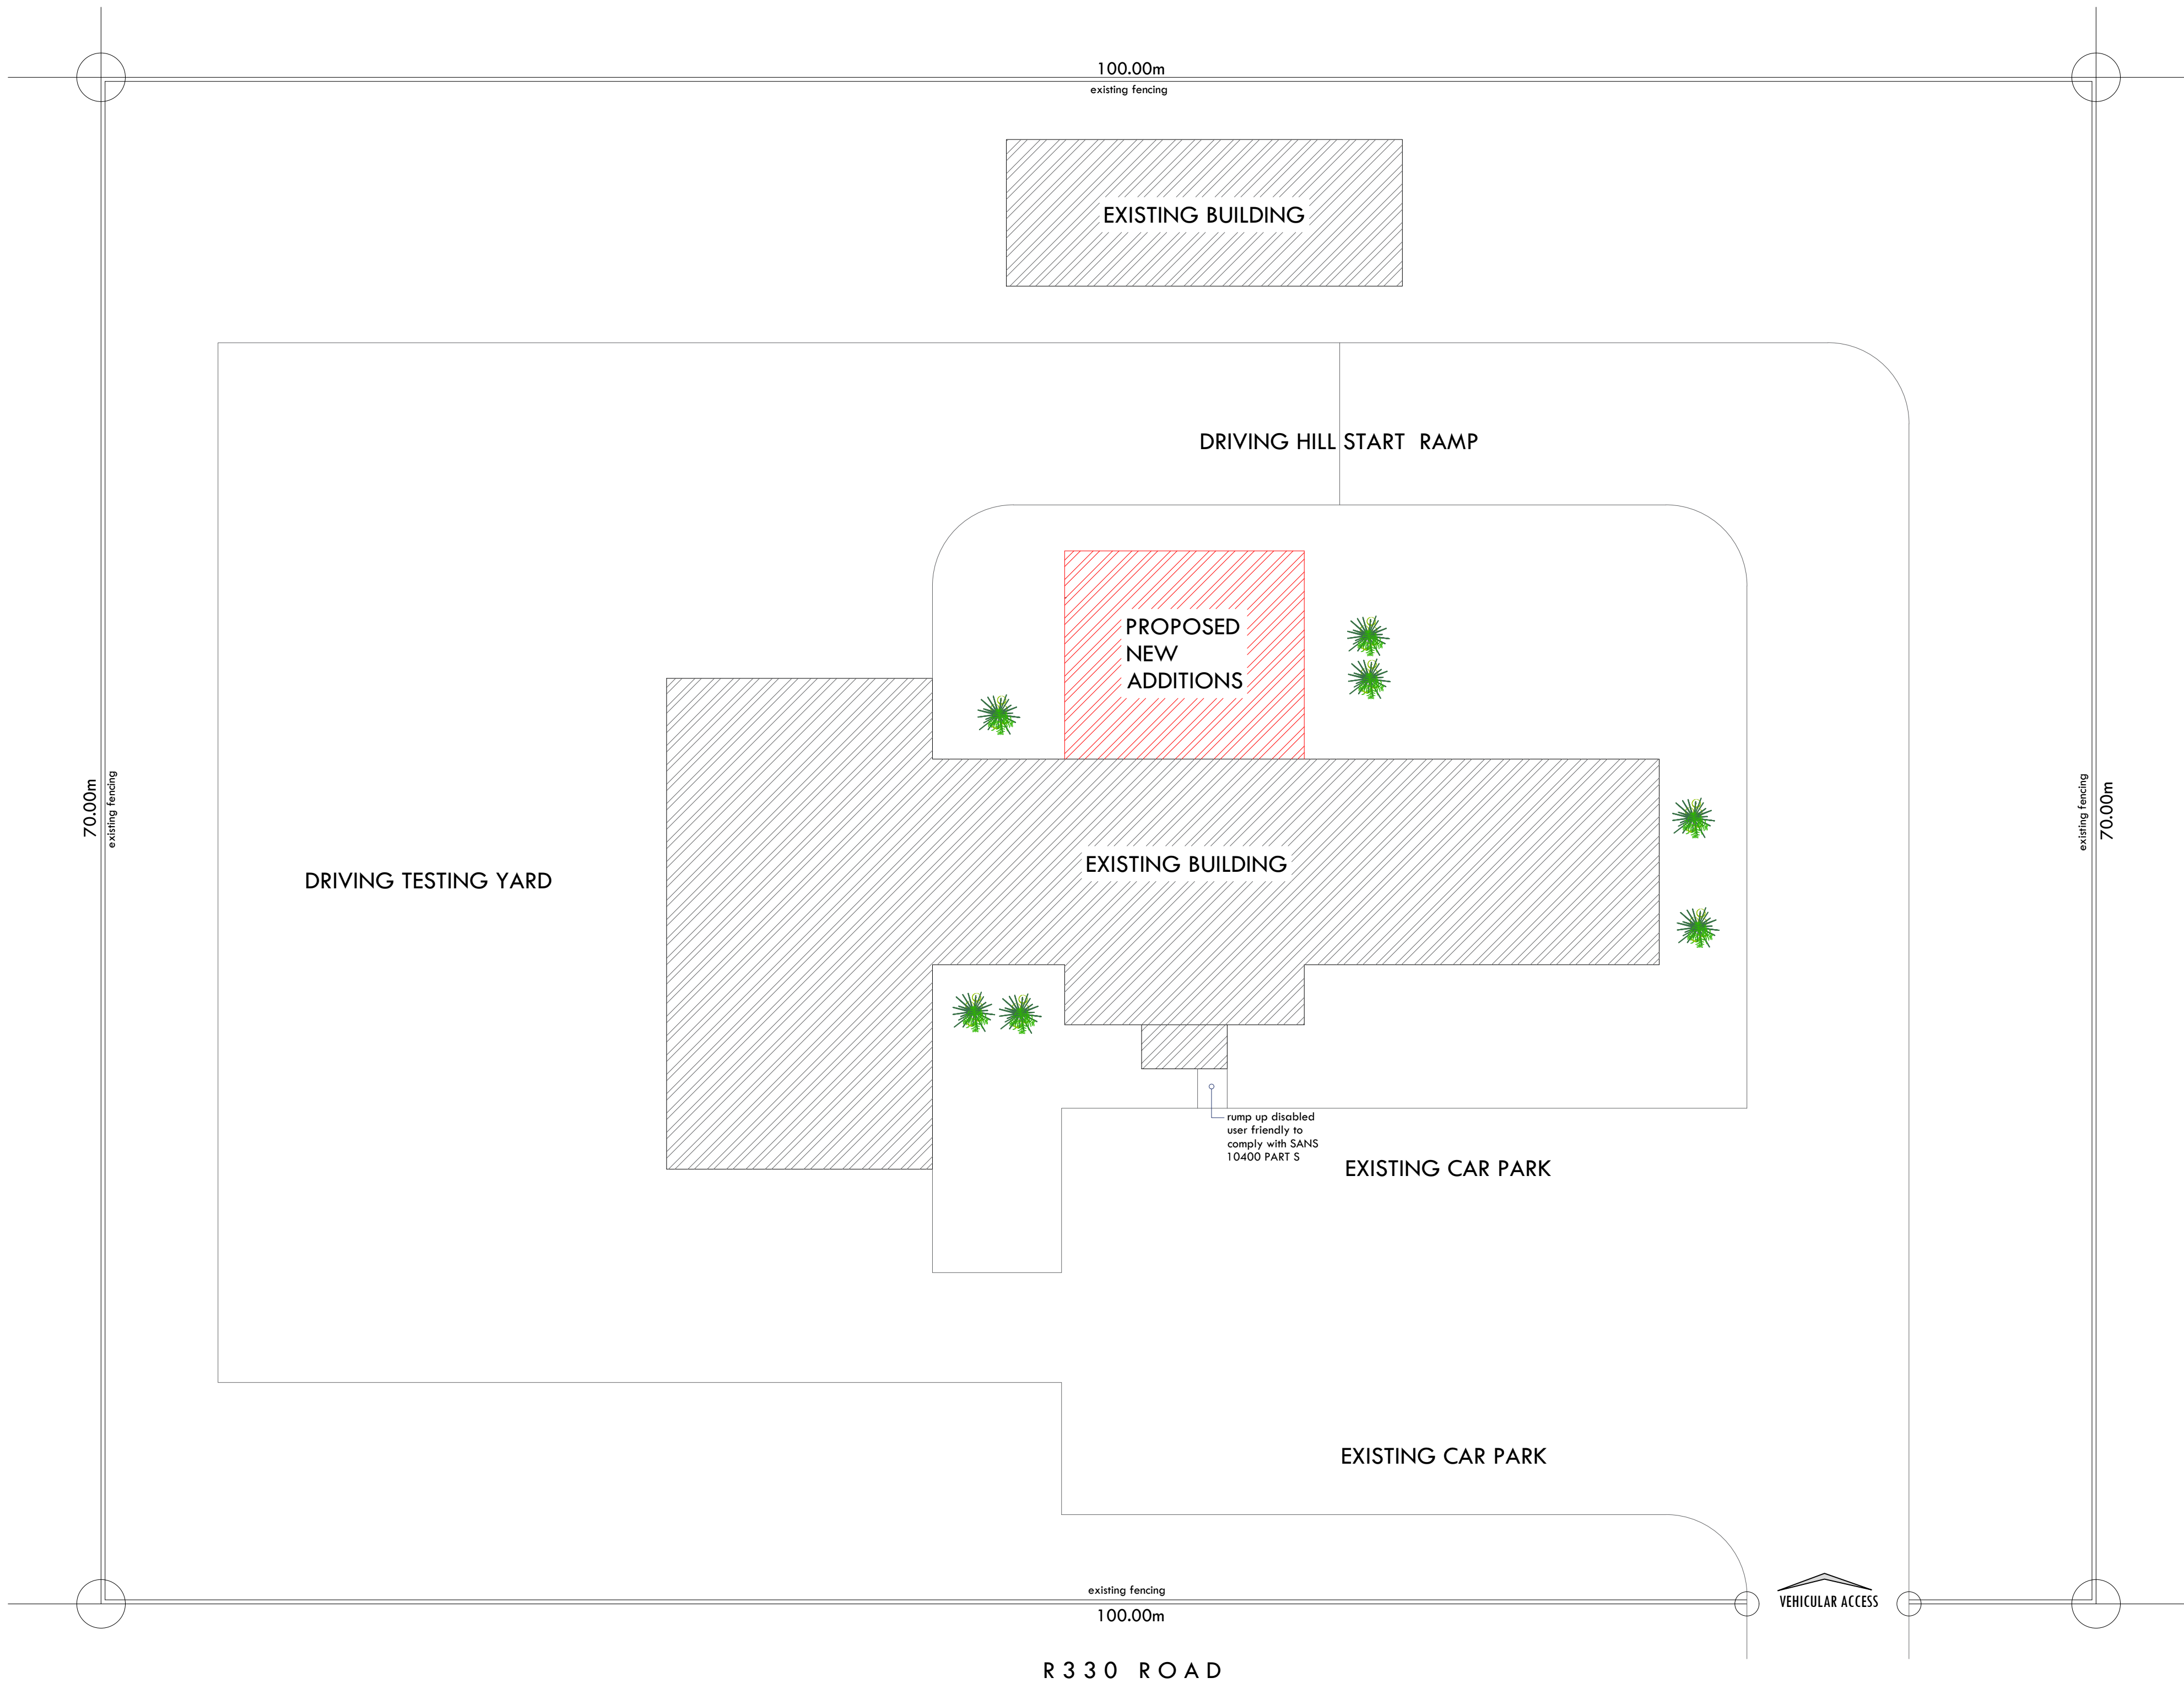 100.00m
existing fencing
EXISTING BUILDING
DRIVING HILL START RAMP
PROPOSED
NEW
ADDITIONS
70.00m
existing fencing
existing fencing
70.00m
EXISTING BUILDING
DRIVING TESTING YARD
rump up disabled
user friendly to
comply with SANS
10400 PART S
EXISTING CAR PARK
EXISTING CAR PARK
existing fencing
100.00m
VEHICULAR ACCESS
R330 ROAD